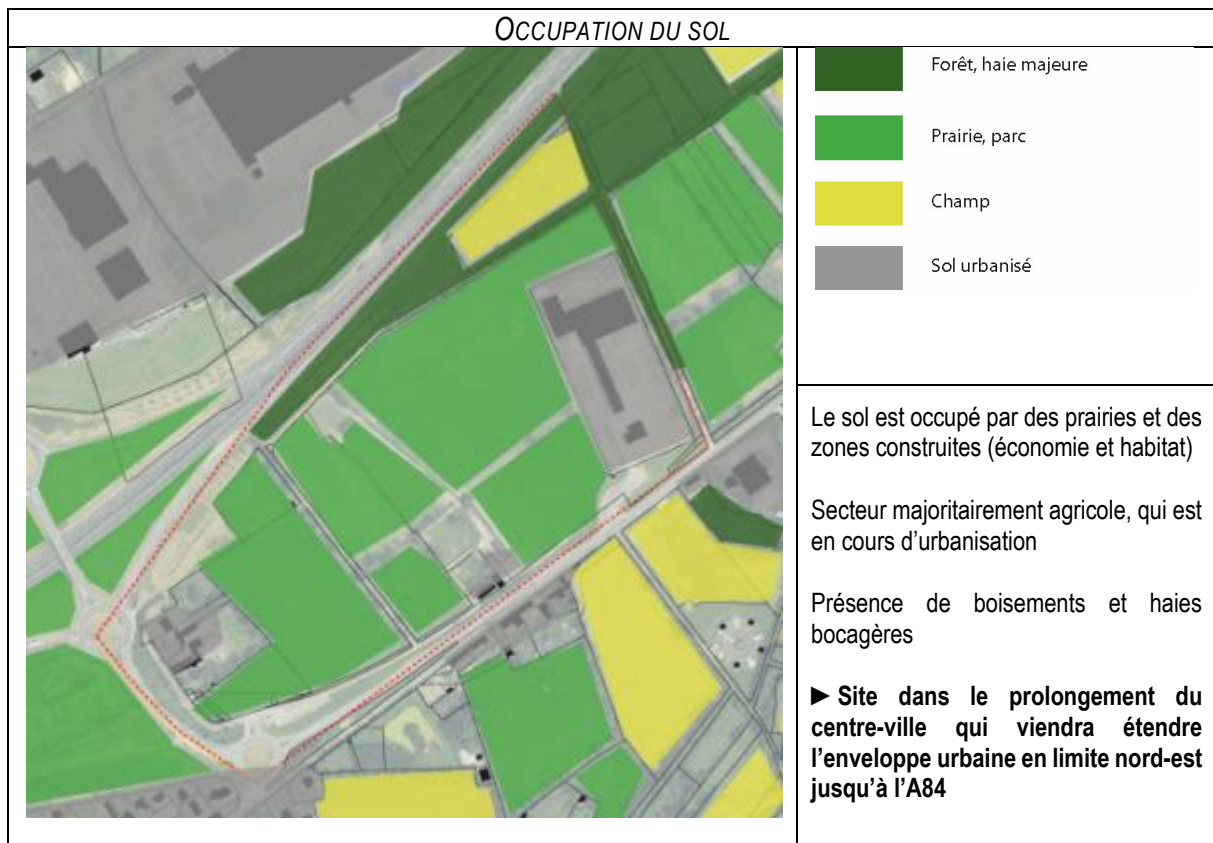 OCCUPATION DU SOL
Forêt, haie majeure
Prairie, parc
Champ
Sol urbanisé
Le sol est occupé par des prairies et des
zones construites (économie et habitat)
Secteur majoritairement agricole, qui est
en cours d'urbanisation
Présence de boisements et haies
bocagères
►Site dans le prolongement du
centre-ville qui viendra étendre
l'enveloppe urbaine en limite nord-est
jusqu'à l'A84